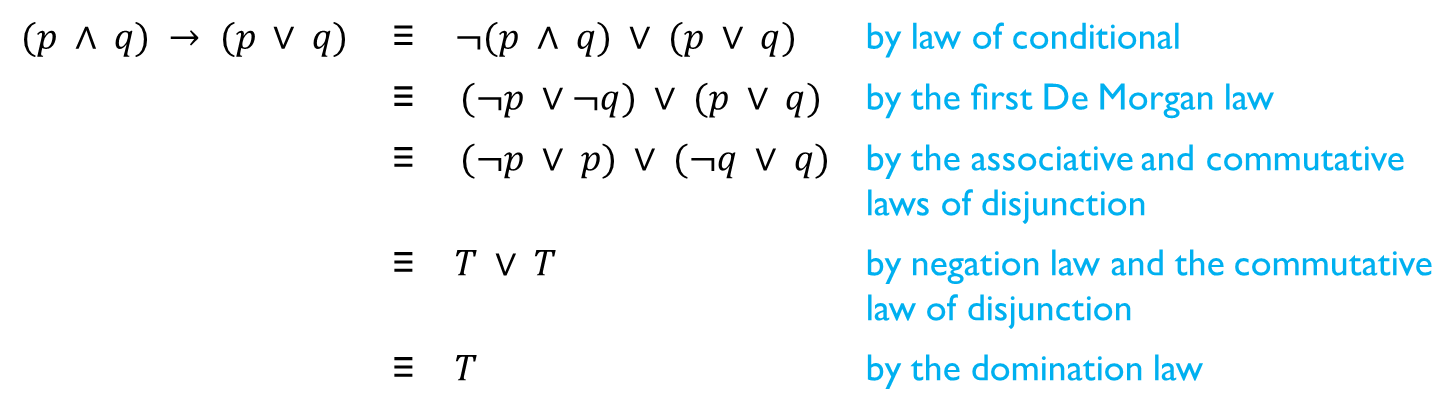 (p ∧ q) → (p ∨ q) ≡ ¬(p ∧ q) ∨ (p ∨ q) by law of conditional
≡ (¬p ∨ ¬q) ∨ (p ∨ q) by the first De Morgan law
≡ (¬p ∨ p) ∨ (¬q ∨ q) by the associative and commutative
laws of disjunction
≡ T ∨ T by negation law and the commutative
law of disjunction
≡ T by the domination law